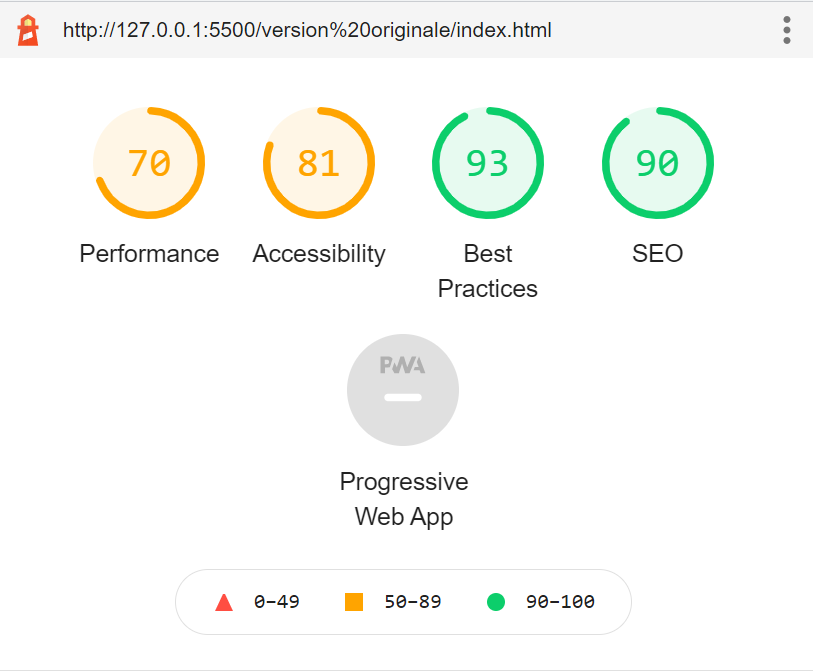 http://127.0.0.1:5500/version%20originale/index.html
70
81
93
90
Performance
Accessibility
Best
Practices
SEO
PWA
Progressive
Web App
0–49
50–89
90–100